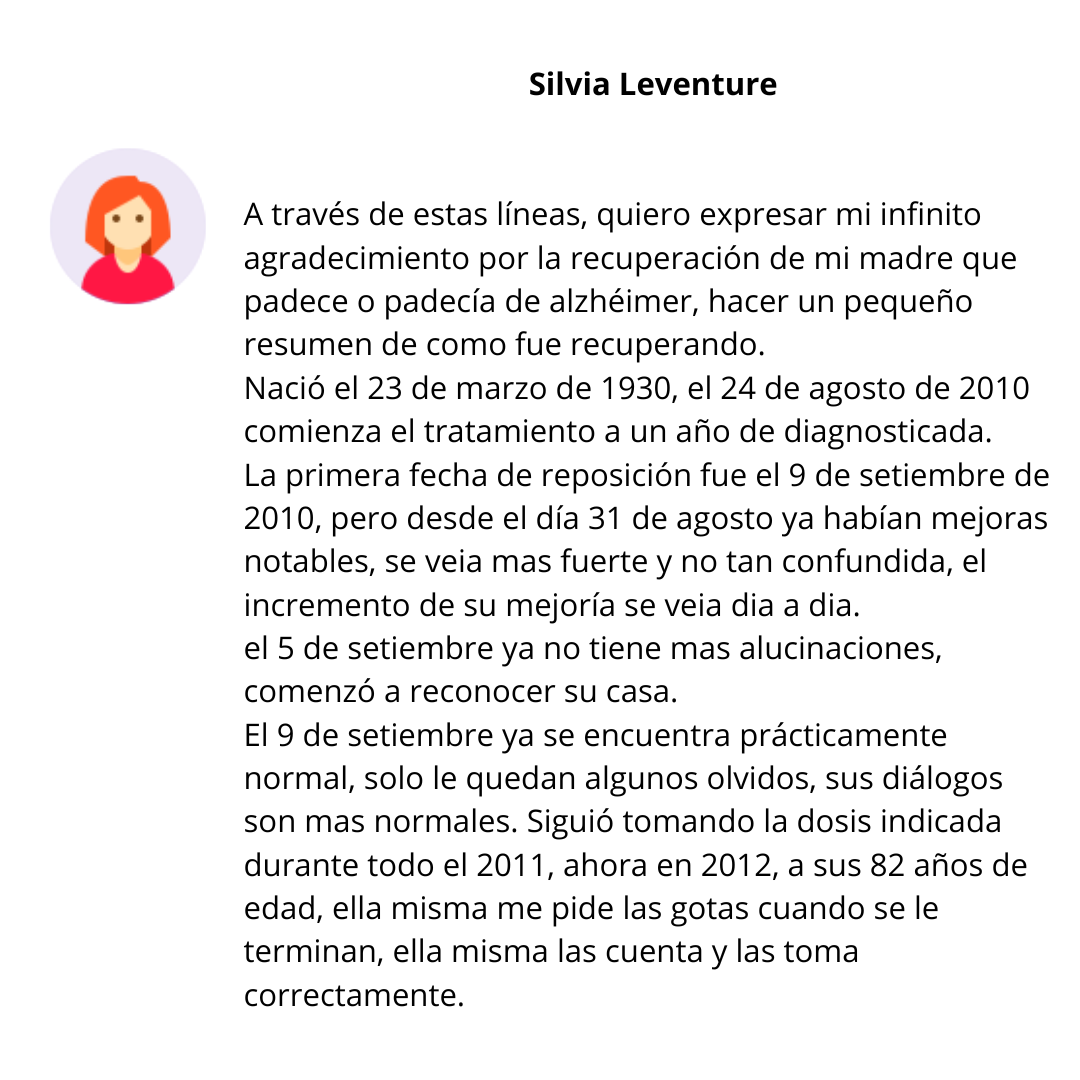 Silvia Leventure
A través de estas líneas, quiero expresar mi infinito
agradecimiento por la recuperación de mi madre que
padece o padecía de alzhéimer, hacer un pequeño
resumen de como fue recuperando.
Nació el 23 de marzo de 1930, el 24 de agosto de 2010
comienza el tratamiento a un año de diagnosticada.
La primera fecha de reposición fue el 9 de setiembre de
2010, pero desde el día 31 de agosto ya habían mejoras
notables, se veia mas fuerte y no tan confundida, el
incremento de su mejoría se veia dia a dia.
el 5 de setiembre ya no tiene mas alucinaciones,
comenzó a reconocer su casa.
El 9 de setiembre ya se encuentra prácticamente
normal, solo le quedan algunos olvidos, sus diálogos
son mas normales. Siguió tomando la dosis indicada
durante todo el 2011, ahora en 2012, a sus 82 años de
edad, ella misma me pide las gotas cuando se le
terminan, ella misma las cuenta y las toma
correctamente.